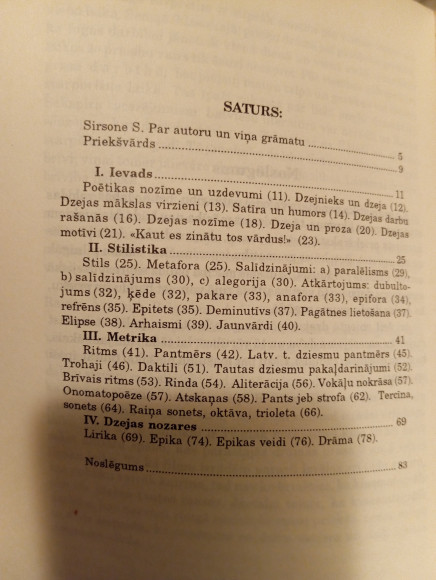 SATURS:
Sirsone S. Par autoru un viņa grāmatu ..... 5
Priekšvārds ..... 9
I. Ievads ..... 11
Poētikas nozīme un uzdevumi (11). Dzejnieks un dzeja (12).
Dzejas mākslas virzieni (13). Satīra un humors (14). Dzejas darbu
rašanās (16). Dzejas nozīme (18). Dzeja un proza (20). Dzejas
motīvi (21). «Kaut es zinātu tos vārdus!» (23).
II. Stilistika ..... 25
Stils (25). Metafora (25). Salīdzinājumi: a) paralēlisms (29),
b) salīdzinājums (30), c) alegorija (30). Atkārtojums: dubulto-
jums (32), ķēde (32), pakare (33), anafora (33), epifora (34),
refrēns (35). Epitets (35). Deminutīvs (37). Pagātnes lietošana (37).
Elipse (38). Arhaismi (39). Jaunvārdi (40).
III. Metrika ..... 41
Ritms (41). Pantmērs (42). Latv. t. dziesmu pantmērs (45).
Trohaji (46). Daktili (51). Tautas dziesmu pakaļdarinājumi (52).
Brīvais ritms (53). Rinda (54). Aliterācija (56). Vokāļu nokrāsa (57).
Onomatopoēze (57). Atskaņas (58). Pants jeb strofa (62). Tercina,
sonets (64). Raiņa sonets, oktāva, trioleta (66).
IV. Dzejas nozares ..... 69
Lirika (69). Epika (74). Epikas veidi (76). Drāma (78).
Noslēgums ..... 83